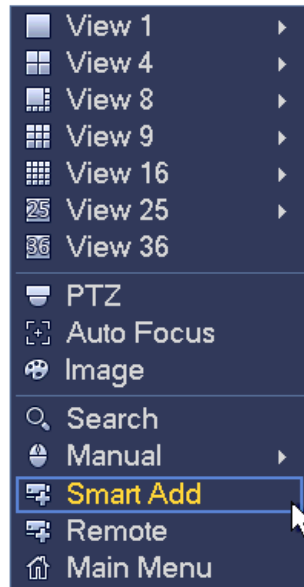 View 1
View 4
View 8
View 9
View 16
25 View 25
36 View 36
PTZ
Auto Focus
Image
Search
Manual
Smart Add
Remote
Main Menu